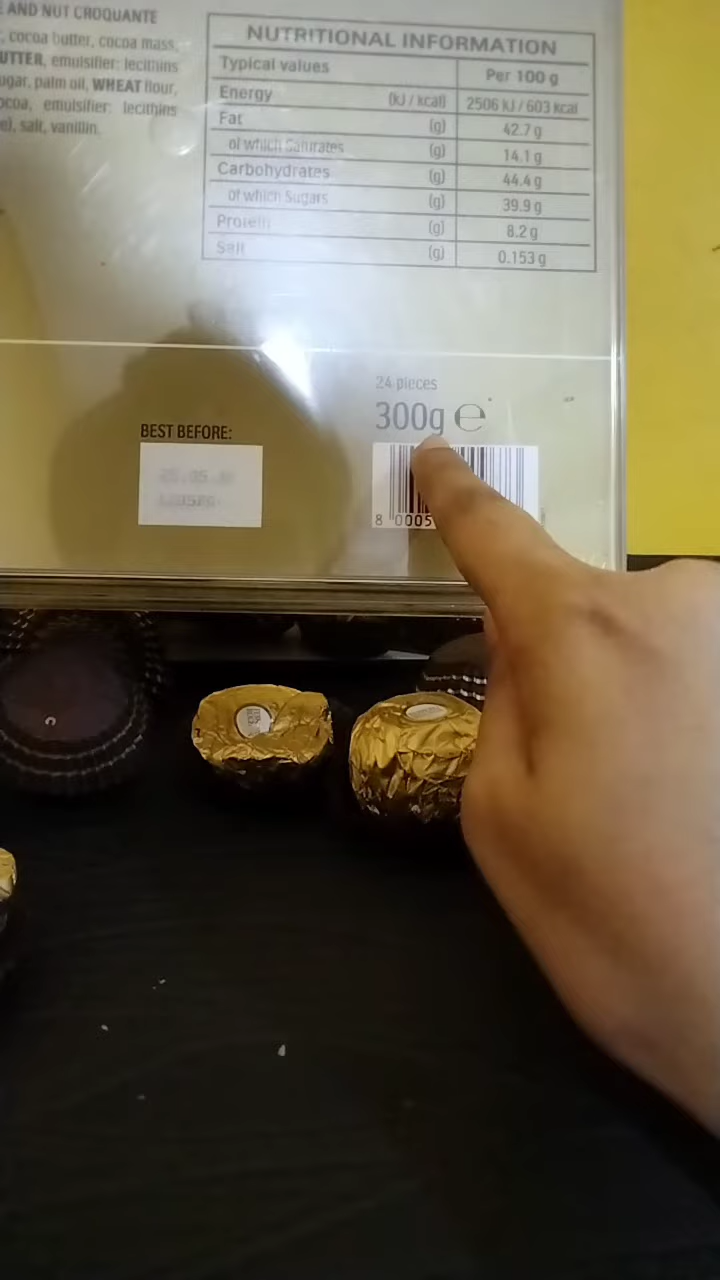 AND NUT CROQUANTE
, cocoa butter, cocoa mass,
UTTER, emulsifier: lecithins
ugar, palm oil, WHEAT flour,
ocoa, emulsifier: lecithins
e), salt, vanillin.
NUTRITIONAL INFORMATION
Typical values Per 100 g
Energy (kJ / kcal) 2506 kJ / 603 kcal
Fat (g) 42.7 g
of which Saturates (g) 14.1 g
Carbohydrates (g) 44.4 g
of which Sugars (g) 39.9 g
Protein (g) 8.2 g
Salt (g) 0.153 g
24 pieces
300g e
BEST BEFORE:
8 0005